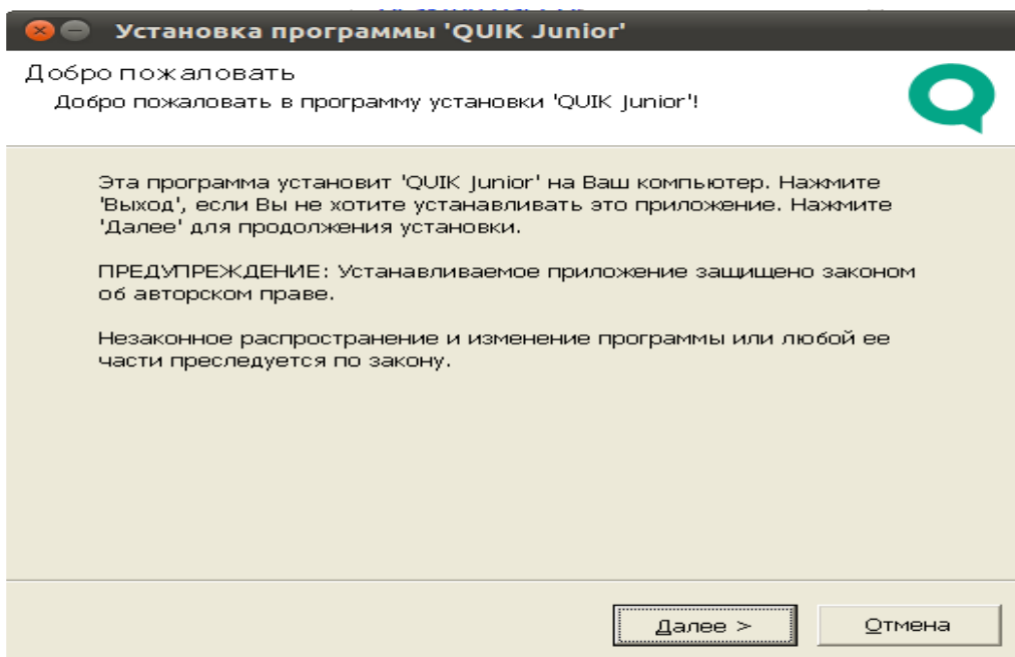 Установка программы 'QUIK Junior'
Добро пожаловать
Добро пожаловать в программу установки 'QUIK Junior'!
Эта программа установит 'QUIK Junior' на Ваш компьютер. Нажмите
'Выход', если Вы не хотите устанавливать это приложение. Нажмите
'Далее' для продолжения установки.
ПРЕДУПРЕЖДЕНИЕ: Устанавливаемое приложение защищено законом
об авторском праве.
Незаконное распространение и изменение программы или любой ее
части преследуется по закону.
Далее >
Отмена